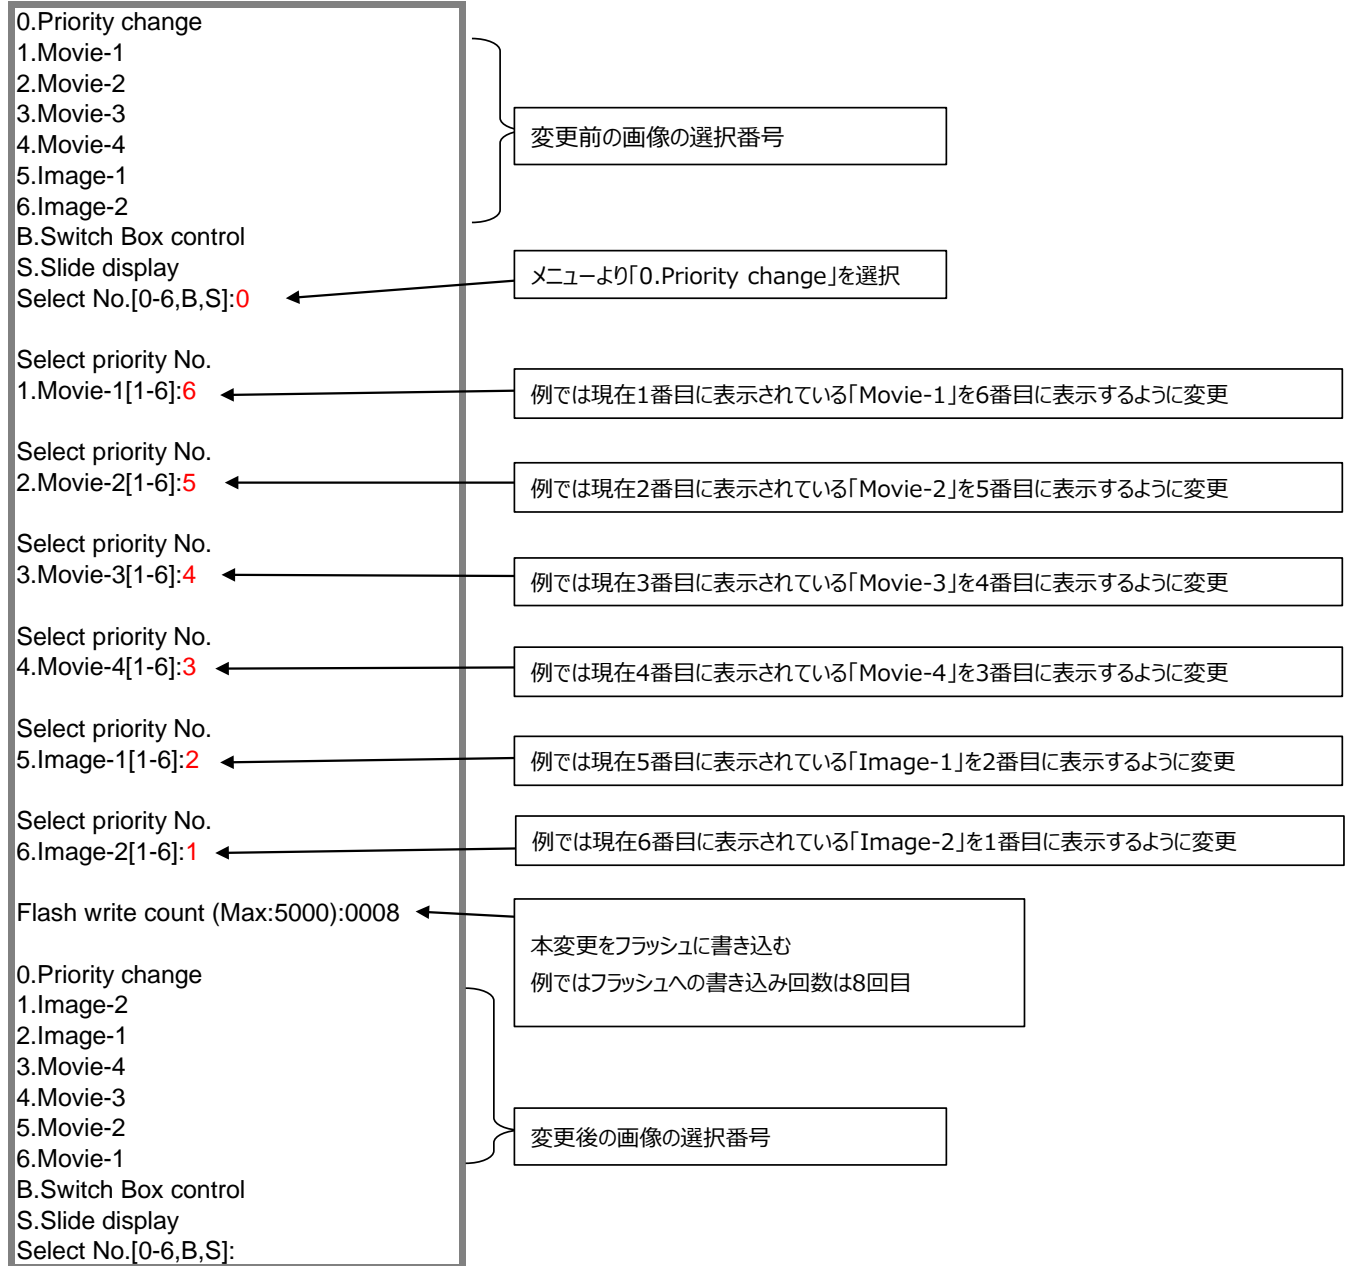 0.Priority change
1.Movie-1
2.Movie-2
3.Movie-3
4.Movie-4
5.Image-1
6.Image-2
B.Switch Box control
S.Slide display
Select No.[0-6,B,S]:0
変更前の画像の選択番号
メニューより「0.Priority change」を選択
Select priority No.
1.Movie-1[1-6]:6
例では現在1番目に表示されている「Movie-1」を6番目に表示するように変更
Select priority No.
2.Movie-2[1-6]:5
例では現在2番目に表示されている「Movie-2」を5番目に表示するように変更
Select priority No.
3.Movie-3[1-6]:4
例では現在3番目に表示されている「Movie-3」を4番目に表示するように変更
Select priority No.
4.Movie-4[1-6]:3
例では現在4番目に表示されている「Movie-4」を3番目に表示するように変更
Select priority No.
5.Image-1[1-6]:2
例では現在5番目に表示されている「Image-1」を2番目に表示するように変更
Select priority No.
6.Image-2[1-6]:1
例では現在6番目に表示されている「Image-2」を1番目に表示するように変更
Flash write count (Max:5000):0008
本変更をフラッシュに書き込む
例ではフラッシュへの書き込み回数は8回目
0.Priority change
1.Image-2
2.Image-1
3.Movie-4
4.Movie-3
5.Movie-2
6.Movie-1
B.Switch Box control
S.Slide display
Select No.[0-6,B,S]:
変更後の画像の選択番号